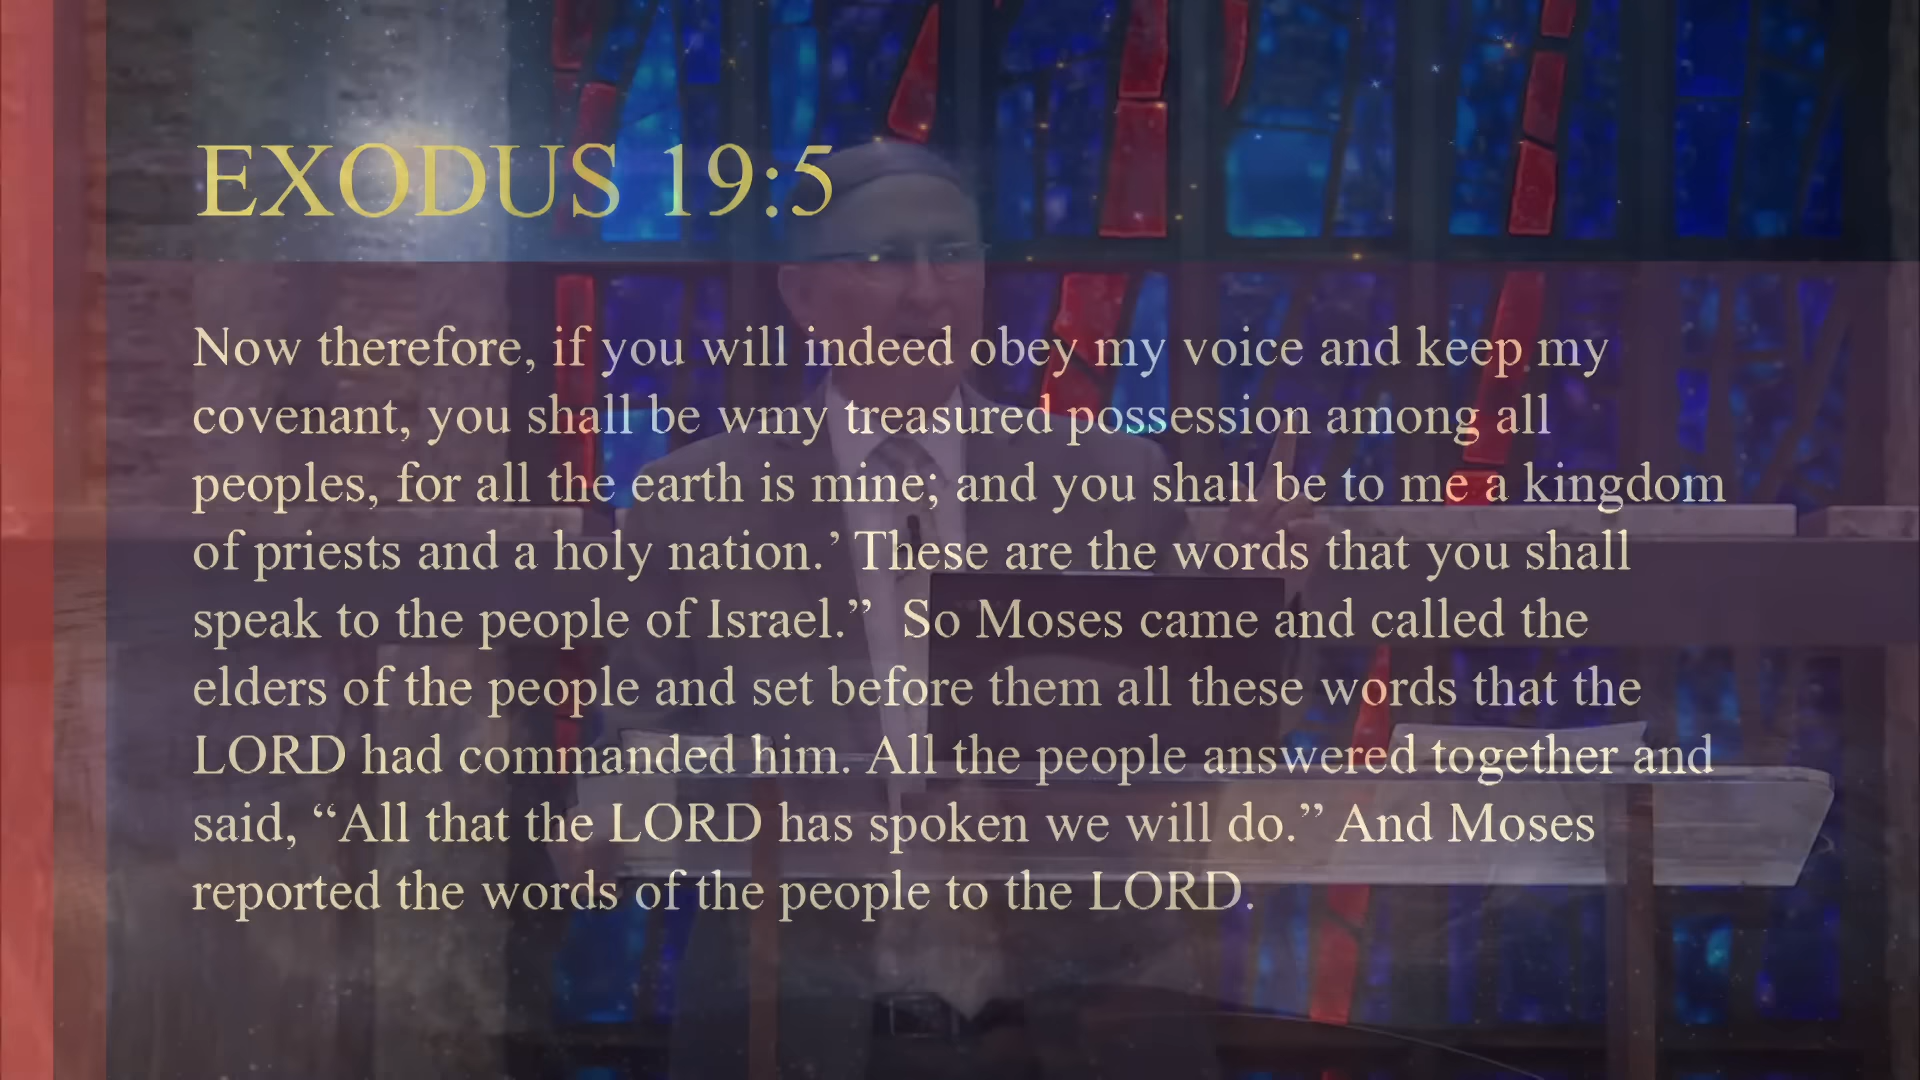 EXODUS 19:5
Now therefore, if you will indeed obey my voice and keep my
covenant, you shall be wmy treasured possession among all
peoples, for all the earth is mine; and you shall be to me a kingdom
of priests and a holy nation.’ These are the words that you shall
speak to the people of Israel.”  So Moses came and called the
elders of the people and set before them all these words that the
LORD had commanded him. All the people answered together and
said, “All that the LORD has spoken we will do.” And Moses
reported the words of the people to the LORD.